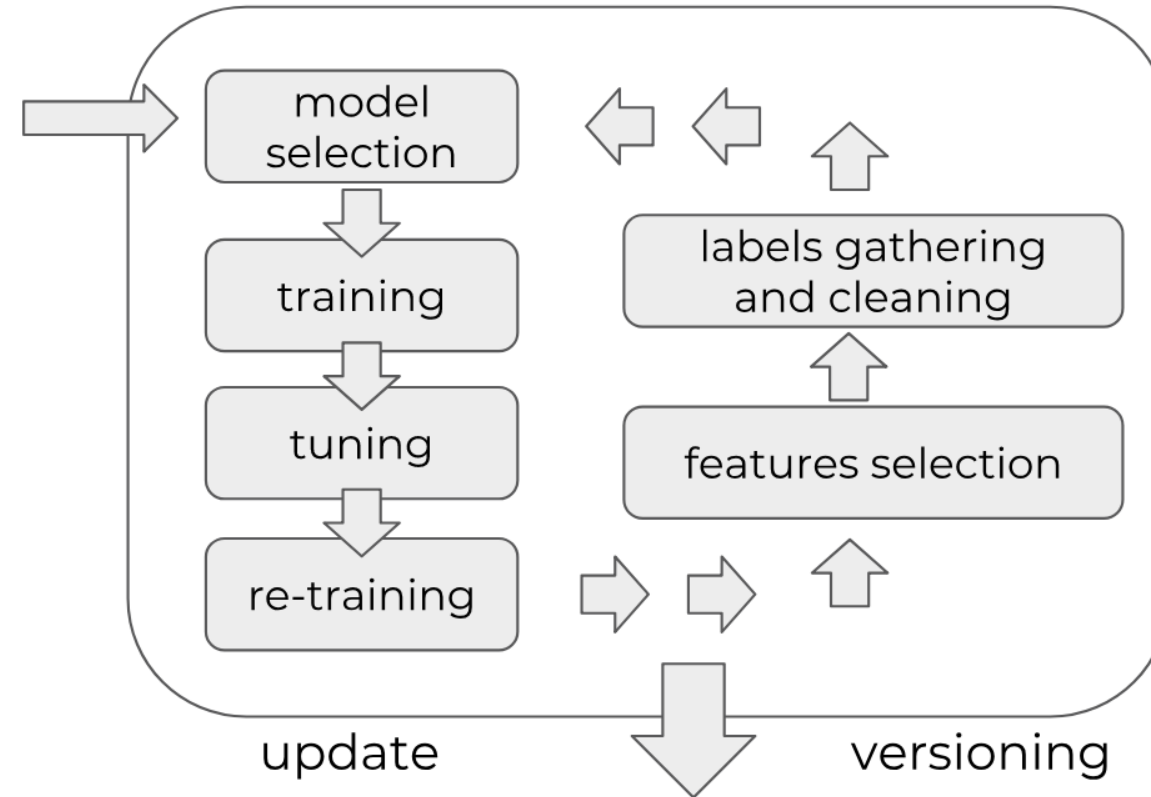 model
selection
training
tuning
re-training
labels gathering
and cleaning
features selection
update
versioning